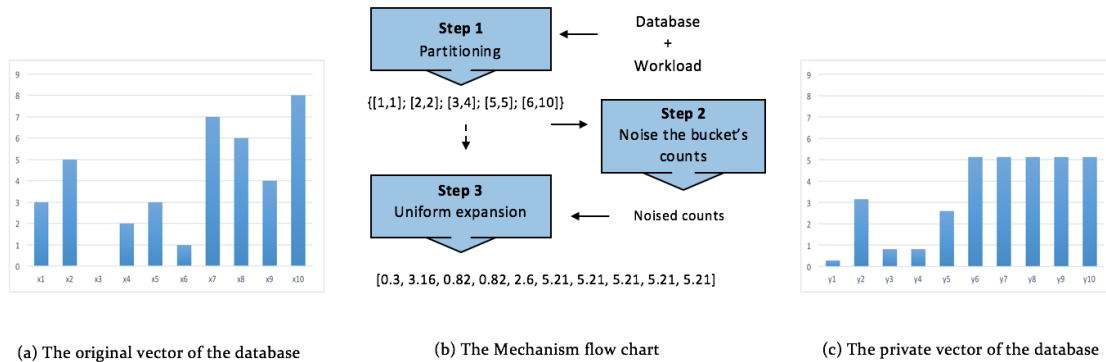 9
8
7
6
5
4
3
2
1
0
x1 x2 x3 x4 x5 x6 x7 x8 x9 x10
(a) The original vector of the database
Step 1
Partitioning
Database
+
Workload
{[1,1]; [2,2]; [3,4]; [5,5]; [6,10]}
Step 2
Noise the bucket's
counts
Step 3
Uniform expansion
Noised counts
[0.3, 3.16, 0.82, 0.82, 2.6, 5.21, 5.21, 5.21, 5.21, 5.21]
(b) The Mechanism flow chart
9
8
7
6
5
4
3
2
1
0
y1 y2 y3 y4 y5 y6 y7 y8 y9 y10
(c) The private vector of the database